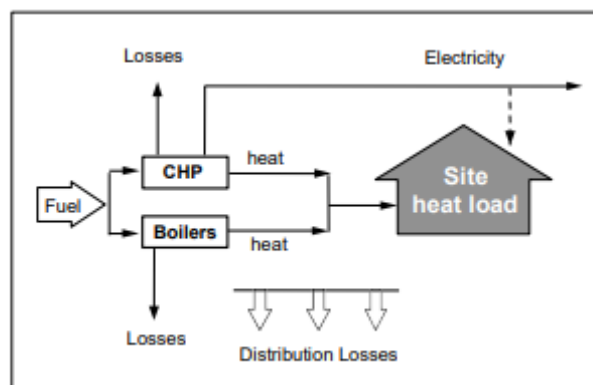 Losses
Electricity
CHP
heat
Site
heat load
Fuel
Boilers
heat
Losses
Distribution Losses